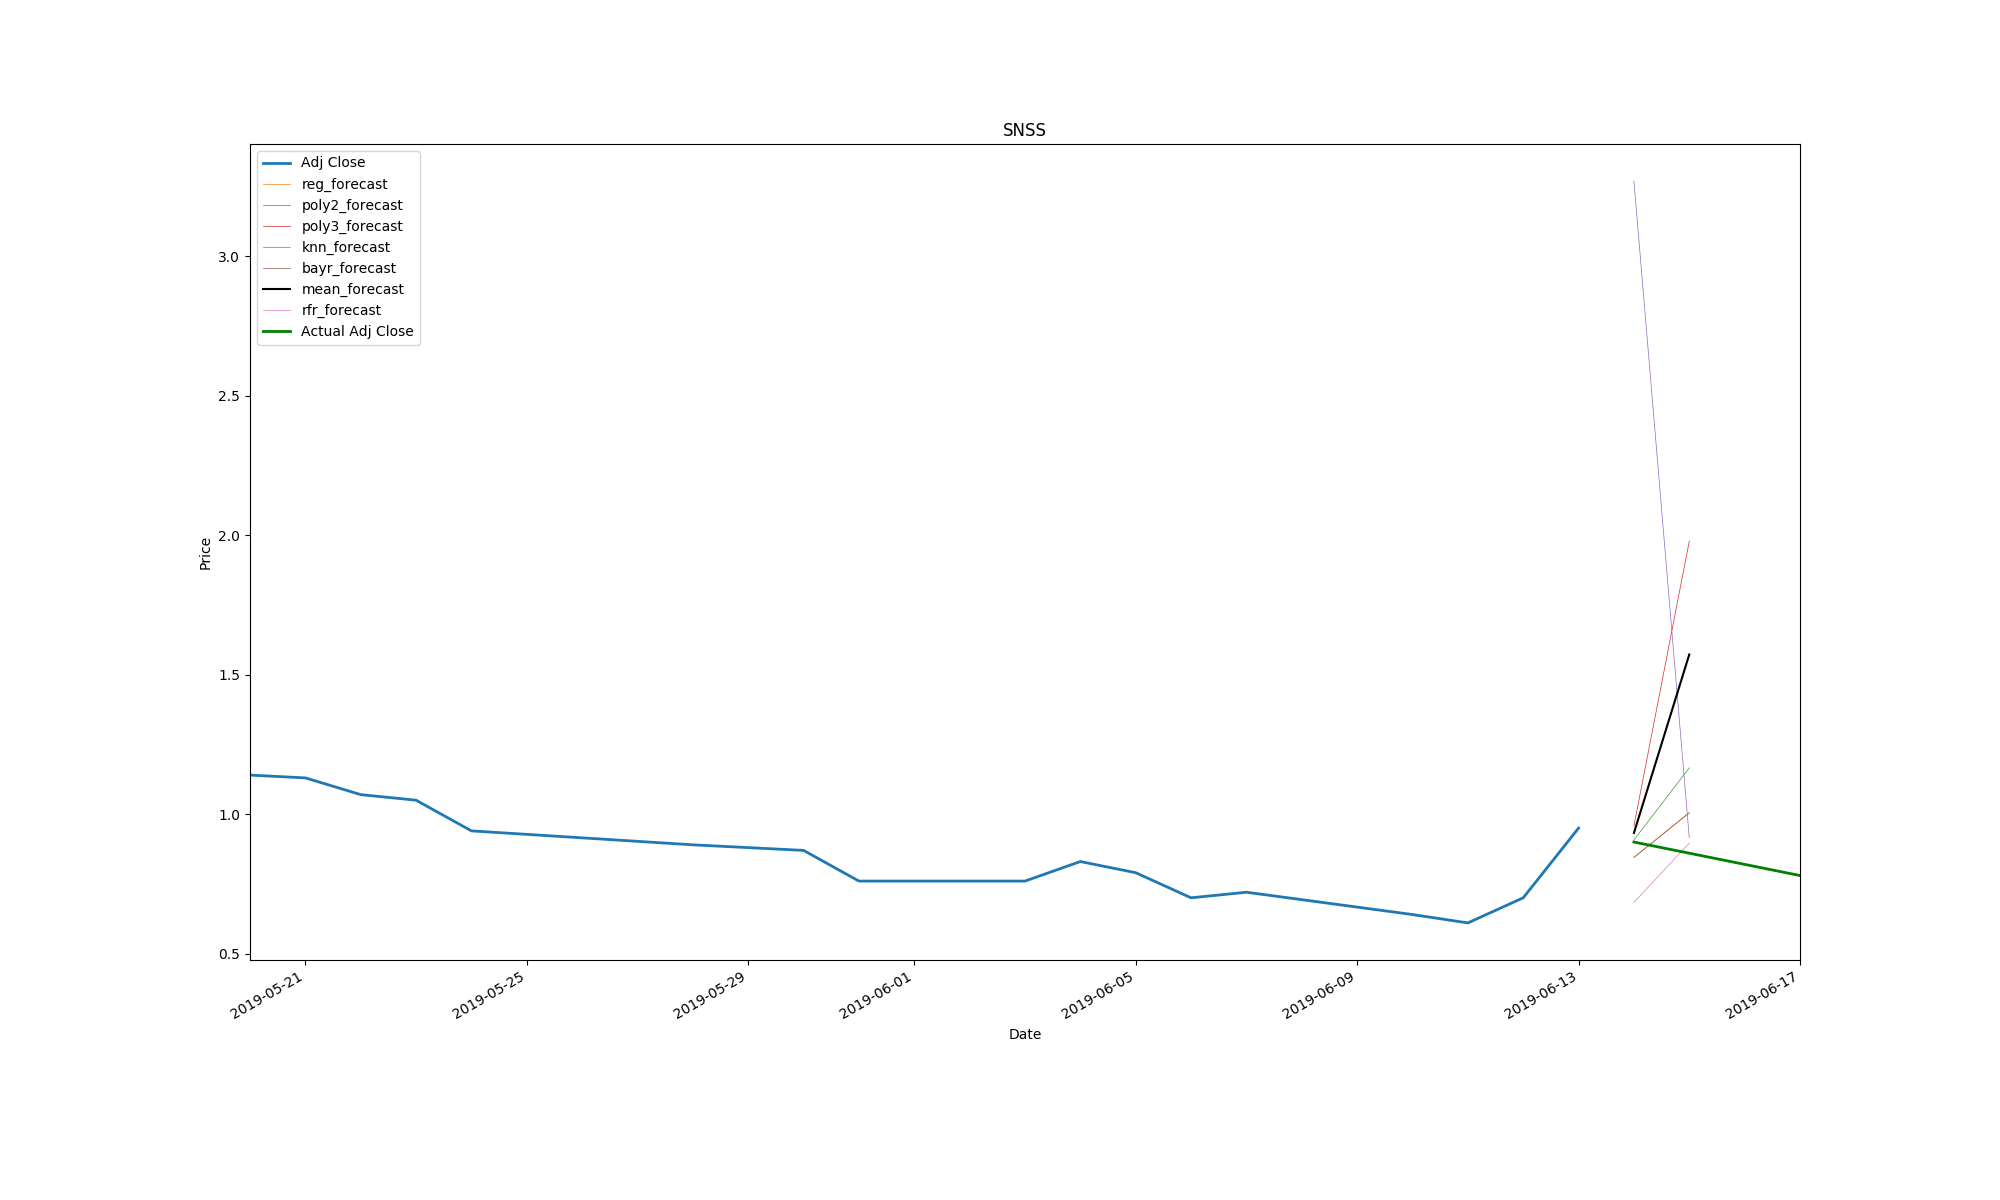 SNSS
Adj Close
reg_forecast
poly2_forecast
poly3_forecast
knn_forecast
bayr_forecast
mean_forecast
rfr_forecast
Actual Adj Close
3.0
2.5
2.0
1.5
1.0
0.5
Price
2019-05-21
2019-05-25
2019-05-29
2019-06-01
2019-06-05
2019-06-09
2019-06-13
2019-06-17
Date